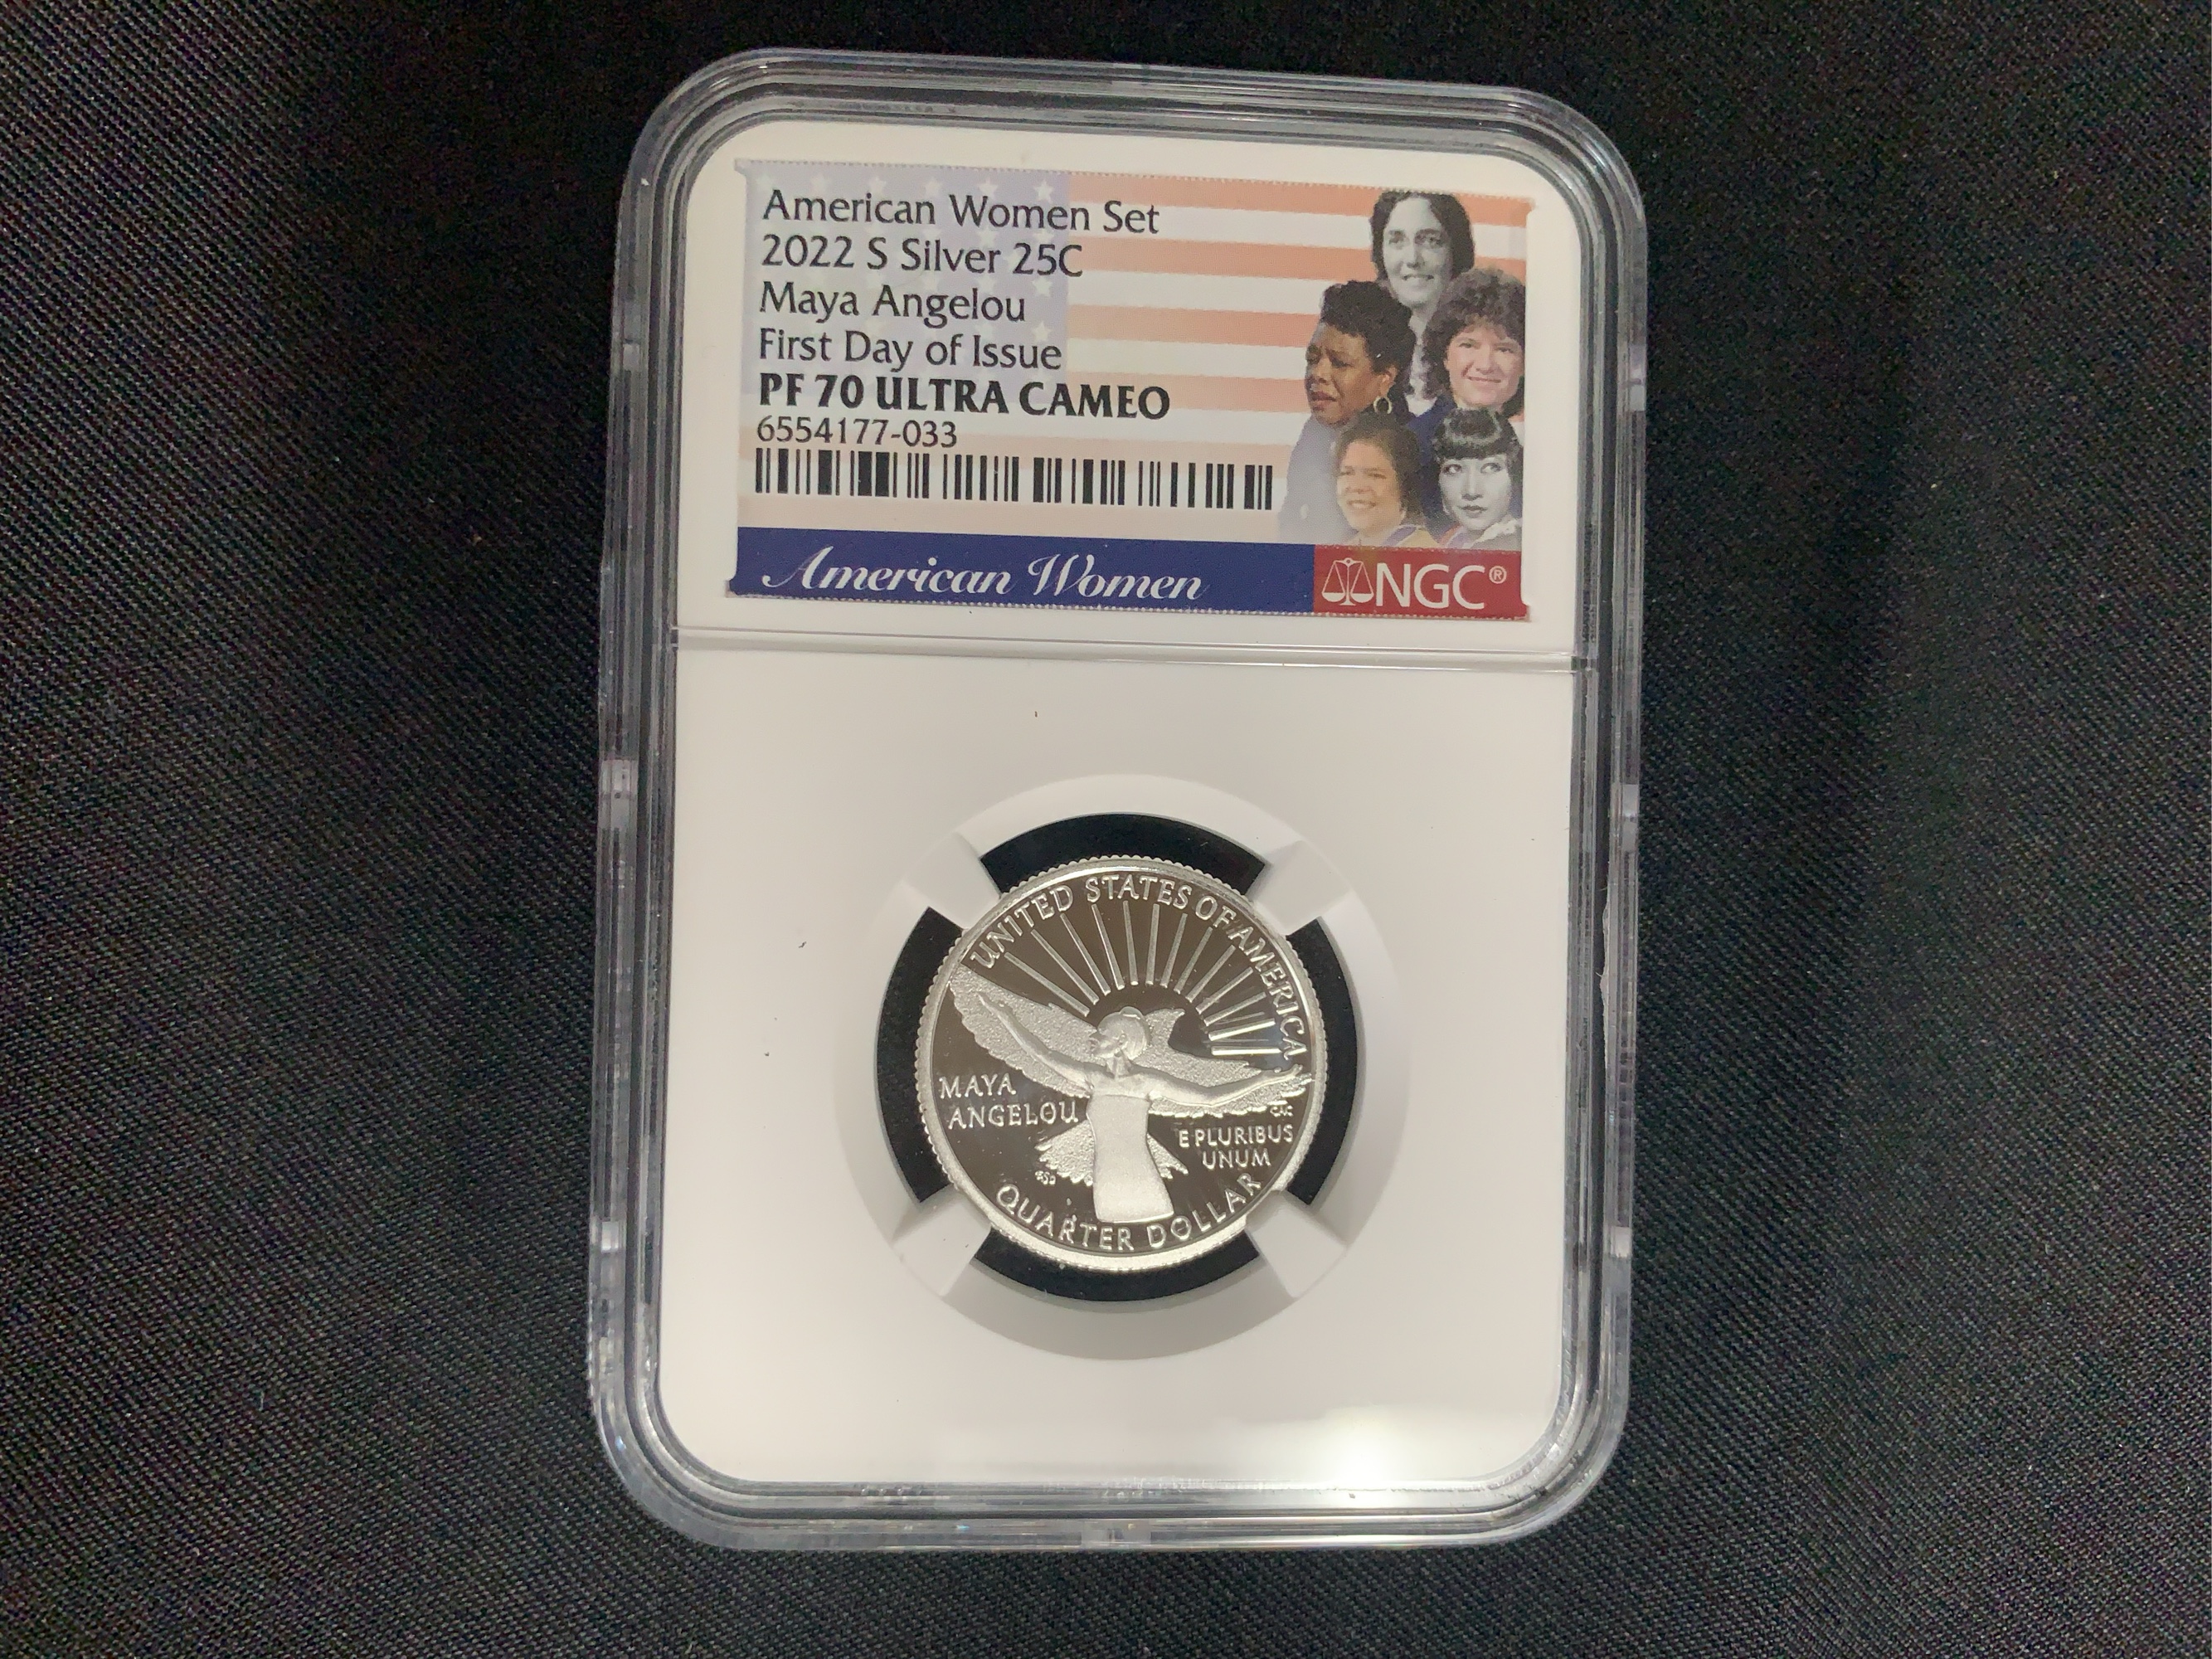 American Women Set
2022 S Silver 25C
Maya Angelou
First Day of Issue
PF 70 ULTRA CAMEO
6554177-033
American Women
NGC®
UNITED STATES OF AMERICA
MAYA
ANGELOU
E PLURIBUS
UNUM
QUARTER DOLLAR